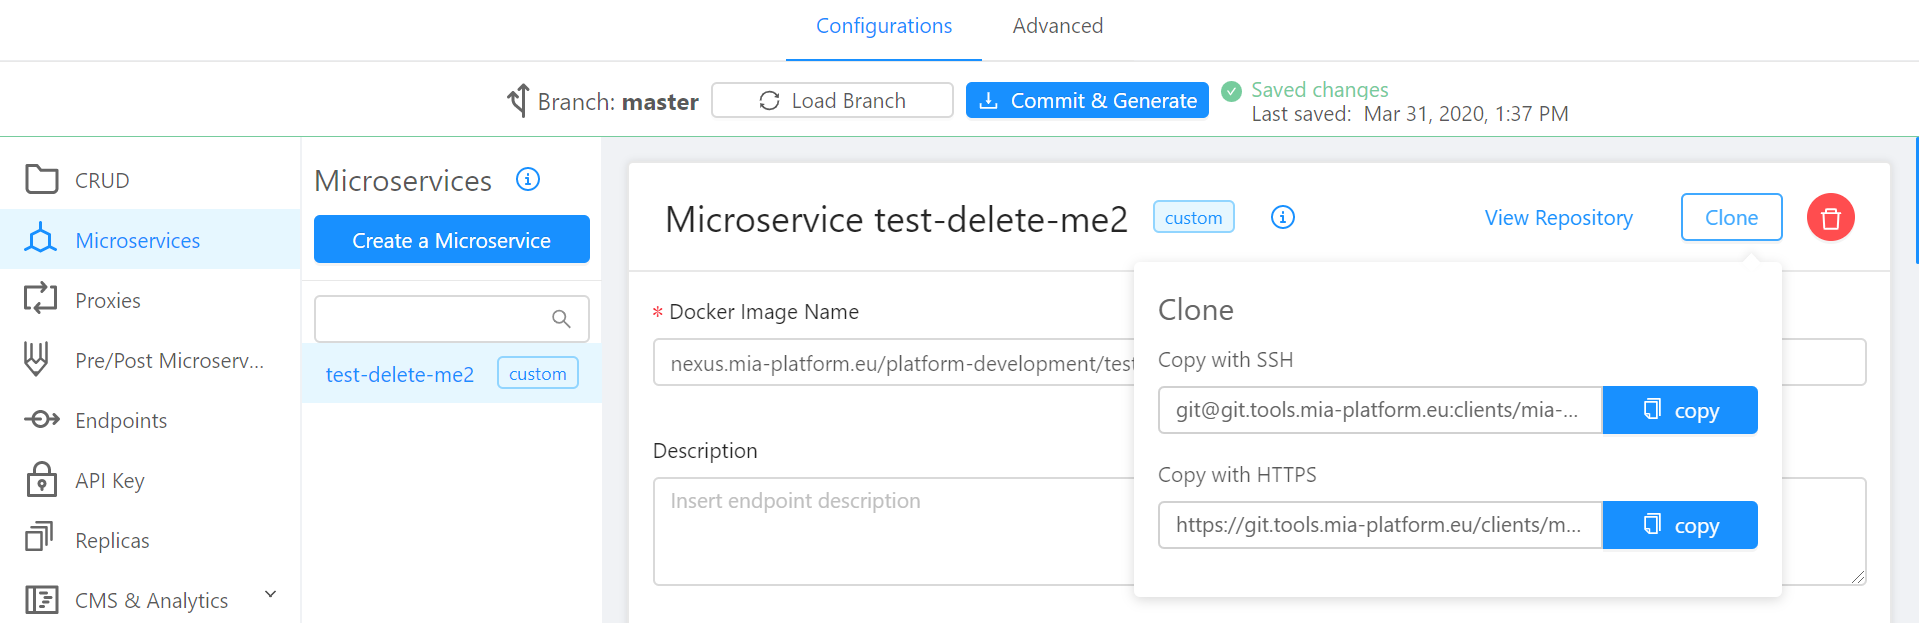 Configurations
Advanced
Branch: master
Load Branch
Commit & Generate
Saved changes
Last saved: Mar 31, 2020, 1:37 PM
CRUD
Microservices
Proxies
Pre/Post Microserv...
Endpoints
API Key
Replicas
CMS & Analytics
Microservices
Create a Microservice
test-delete-me2 custom
Microservice test-delete-me2 custom
View Repository
Clone
* Docker Image Name
nexus.mia-platform.eu/platform-development/test
Description
Insert endpoint description
Clone
Copy with SSH
git@git.tools.mia-platform.eu:clients/mia-...
copy
Copy with HTTPS
https://git.tools.mia-platform.eu/clients/m...
copy